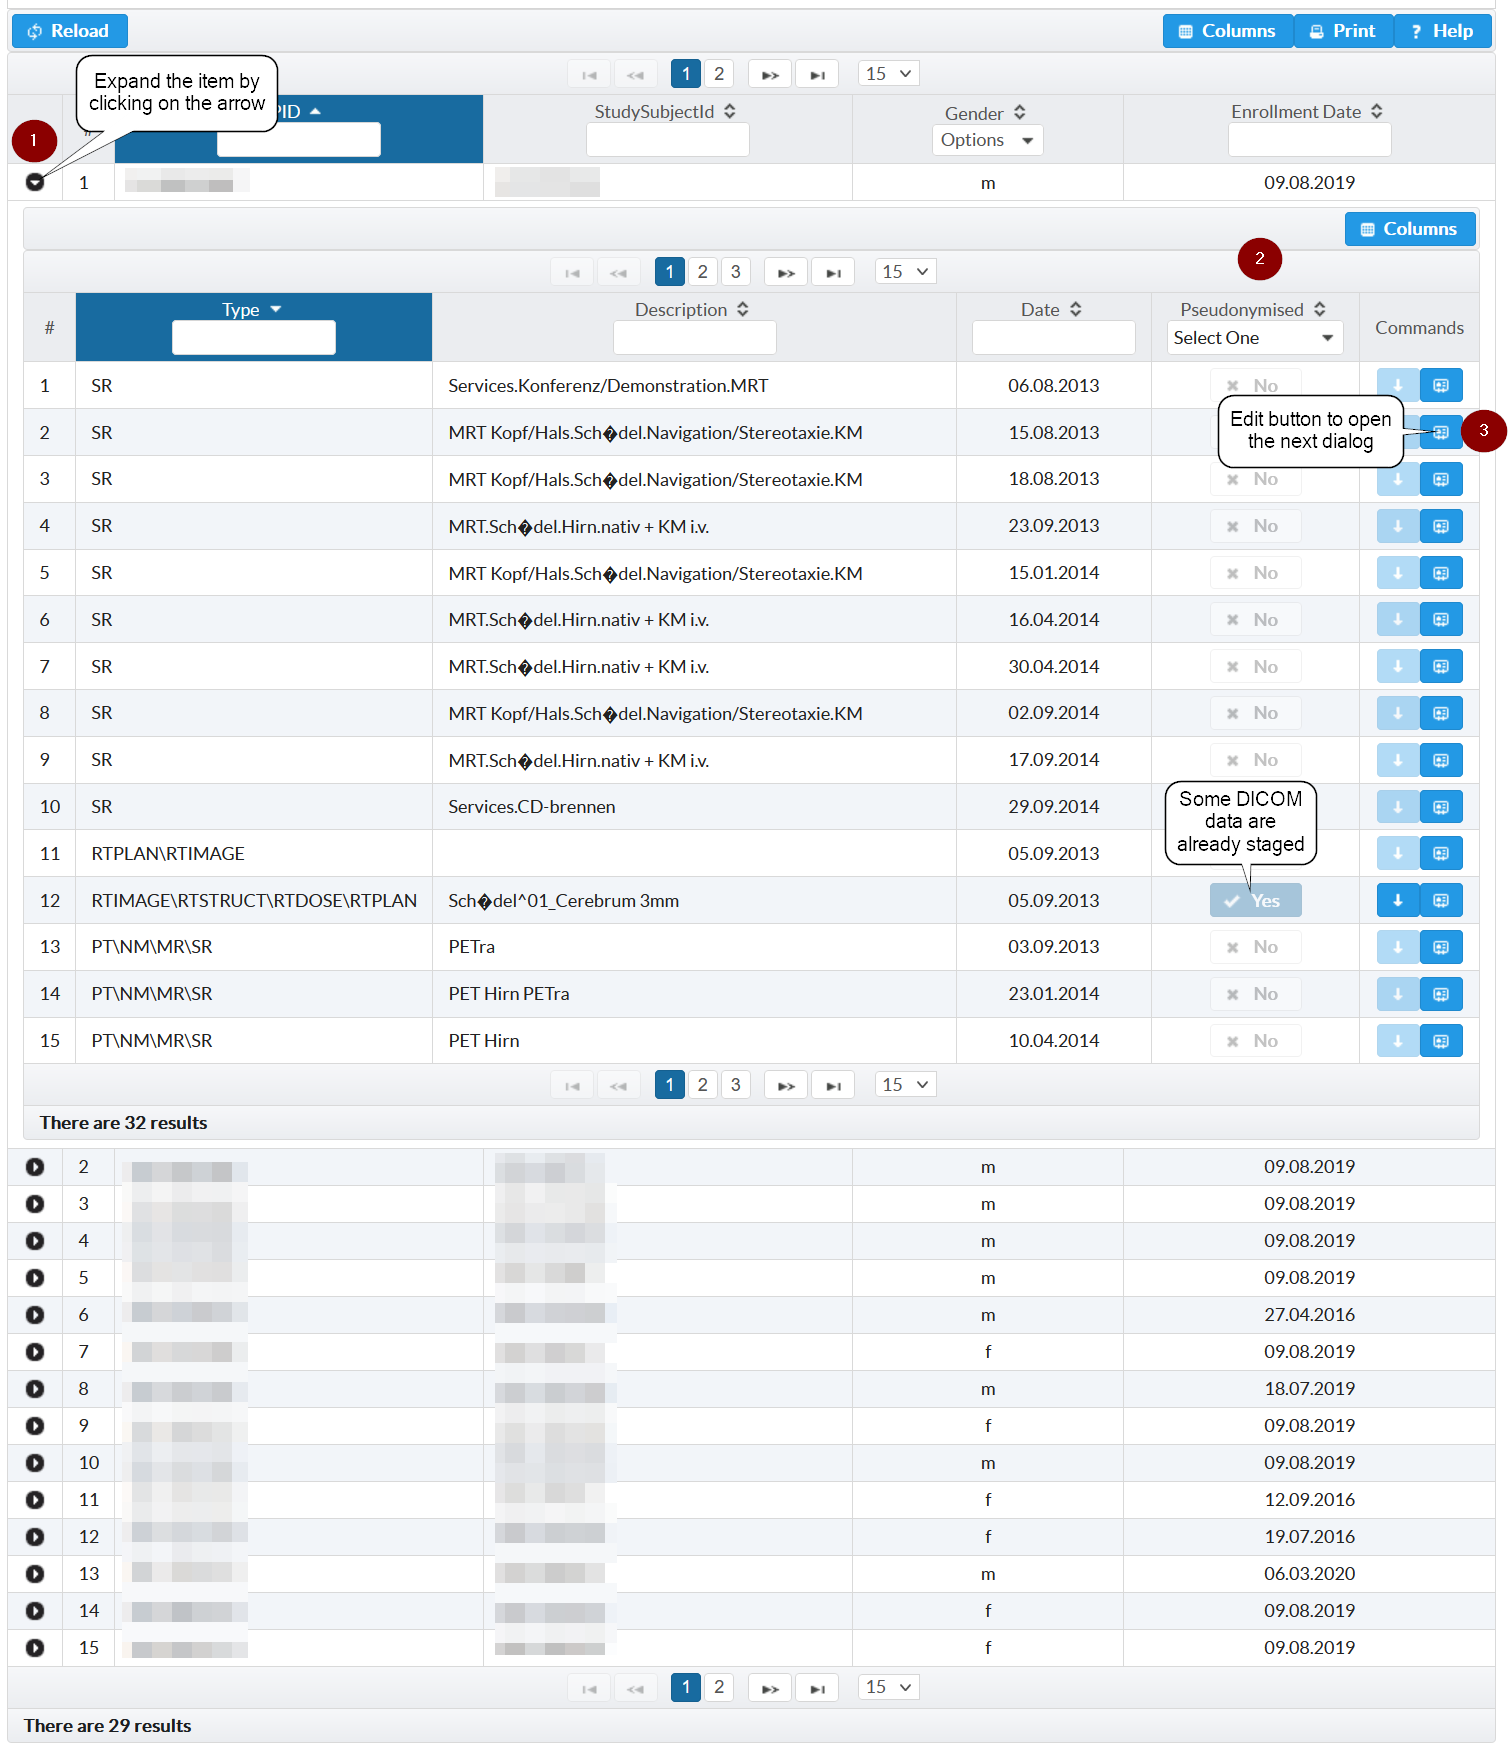 Reload Columns Print ? Help
Expand the item by
clicking on the arrow
1 2 15
1
# PID StudySubjectId Gender Enrollment Date
Options
1 m 09.08.2019
Columns
2
1 2 3 15
# Type Description Date Pseudonymised Commands
Select One
1 SR Services.Konferenz/Demonstration.MRT 06.08.2013 No
Edit button to open
the next dialog
3
2 SR MRT Kopf/Hals.Sch�del.Navigation/Stereotaxie.KM 15.08.2013
3 SR MRT Kopf/Hals.Sch�del.Navigation/Stereotaxie.KM 18.08.2013 No
4 SR MRT.Sch�del.Hirn.nativ + KM i.v. 23.09.2013 No
5 SR MRT Kopf/Hals.Sch�del.Navigation/Stereotaxie.KM 15.01.2014 No
6 SR MRT.Sch�del.Hirn.nativ + KM i.v. 16.04.2014 No
7 SR MRT.Sch�del.Hirn.nativ + KM i.v. 30.04.2014 No
8 SR MRT Kopf/Hals.Sch�del.Navigation/Stereotaxie.KM 02.09.2014 No
9 SR MRT.Sch�del.Hirn.nativ + KM i.v. 17.09.2014 No
10 SR Services.CD-brennen 29.09.2014
Some DICOM
data are
already staged
11 RTPLAN\RTIMAGE 05.09.2013
12 RTIMAGE\RTSTRUCT\RTDOSE\RTPLAN Sch�del^01_Cerebrum 3mm 05.09.2013 Yes
13 PT\NM\MR\SR PETra 03.09.2013 No
14 PT\NM\MR\SR PET Hirn PETra 23.01.2014 No
15 PT\NM\MR\SR PET Hirn 10.04.2014 No
1 2 3 15
There are 32 results
2 m 09.08.2019
3 m 09.08.2019
4 m 09.08.2019
5 m 09.08.2019
6 m 27.04.2016
7 f 09.08.2019
8 m 18.07.2019
9 f 09.08.2019
10 m 09.08.2019
11 f 12.09.2016
12 f 19.07.2016
13 m 06.03.2020
14 f 09.08.2019
15 f 09.08.2019
1 2 15
There are 29 results